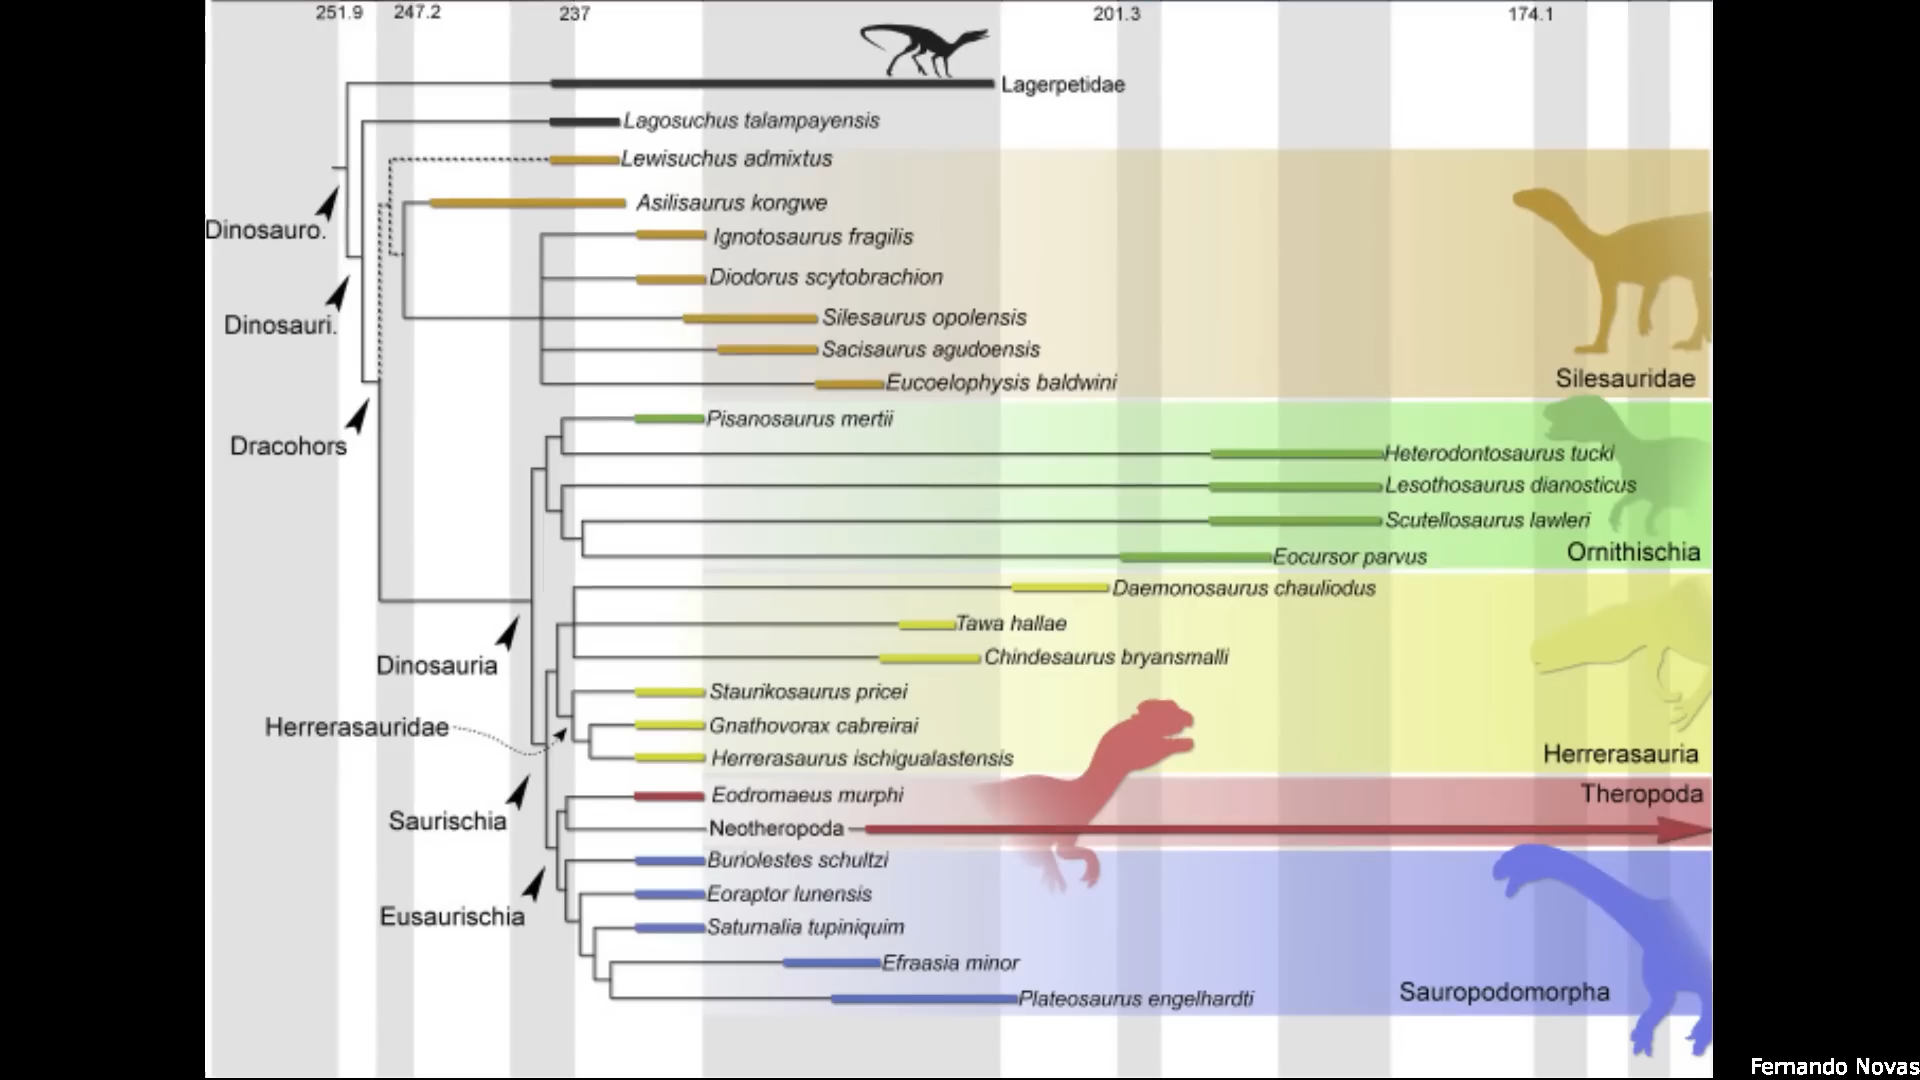 251.9 247.2 237 201.3 174.1
Lagerpetidae
Lagosuchus talampayensis
Lewisuchus admixtus
Asilisaurus kongwe
Dinosauro.
Ignotosaurus fragilis
Diodorus scytobrachion
Dinosauri.
Silesaurus opolensis
Sacisaurus agudoensis
Eucoelophysis baldwini
Silesauridae
Pisanosaurus mertii
Dracohors
Heterodontosaurus tucki
Lesothosaurus dianosticus
Scutellosaurus lawleri
Eocursor parvus
Ornithischia
Daemonosaurus chauliodus
Tawa hallae
Chindesaurus bryansmalli
Dinosauria
Staurikosaurus pricei
Gnathovorax cabreirai
Herrerasauridae
Herrerasaurus ischigualastensis
Herrerasauria
Eodromaeus murphi
Theropoda
Saurischia
Neotheropoda
Buriolestes schultzi
Eoraptor lunensis
Eusaurischia
Saturnalia tupiniquim
Efraasia minor
Plateosaurus engelhardti
Sauropodomorpha
Fernando Novas